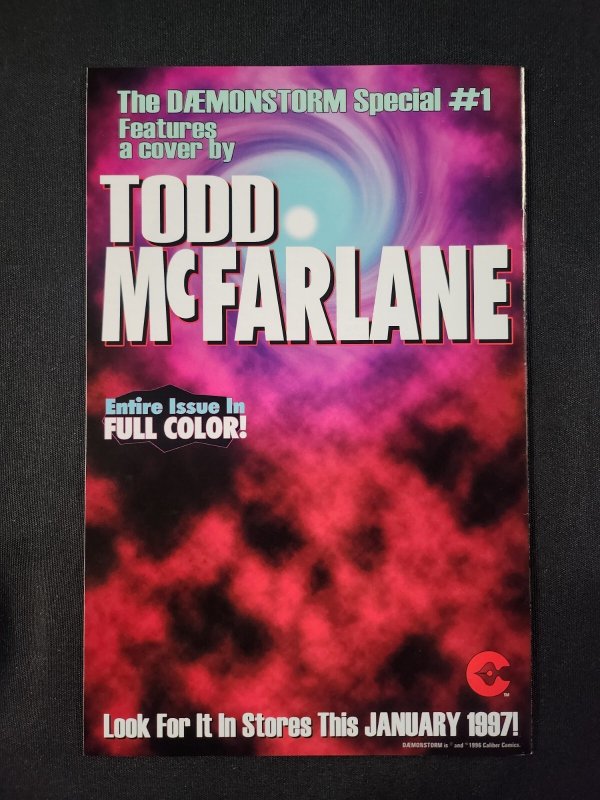 The DÆMONSTORM Special #1
Features
a cover by
TODD
McFARLANE
Entire Issue In
FULL COLOR!
TM
Look For It In Stores This JANUARY 1997!
DÆMONSTORM is © and ™ 1996 Caliber Comics.